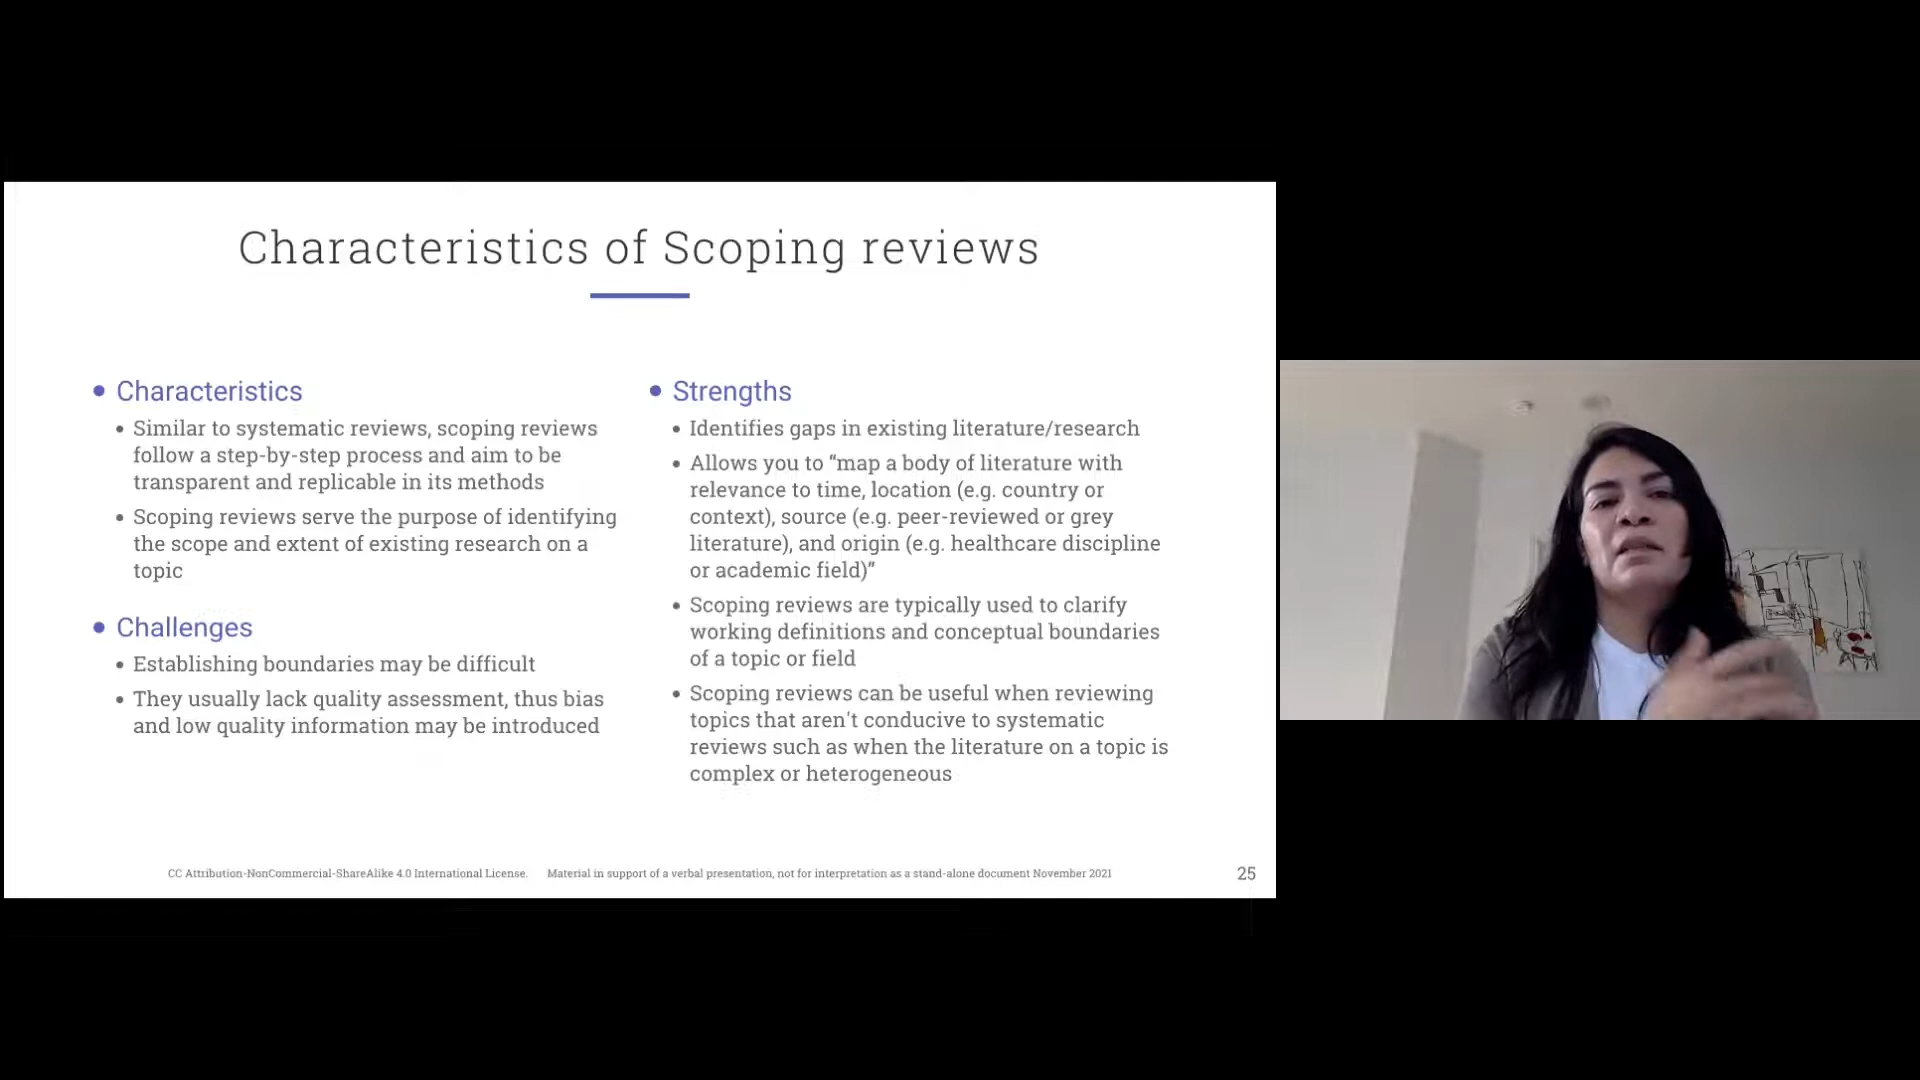 Characteristics of Scoping reviews
Characteristics
Similar to systematic reviews, scoping reviews
follow a step-by-step process and aim to be
transparent and replicable in its methods
Scoping reviews serve the purpose of identifying
the scope and extent of existing research on a
topic
Challenges
Establishing boundaries may be difficult
They usually lack quality assessment, thus bias
and low quality information may be introduced
Strengths
Identifies gaps in existing literature/research
Allows you to “map a body of literature with
relevance to time, location (e.g. country or
context), source (e.g. peer-reviewed or grey
literature), and origin (e.g. healthcare discipline
or academic field)”
Scoping reviews are typically used to clarify
working definitions and conceptual boundaries
of a topic or field
Scoping reviews can be useful when reviewing
topics that aren't conducive to systematic
reviews such as when the literature on a topic is
complex or heterogeneous
CC Attribution-NonCommercial-ShareAlike 4.0 International License. Material in support of a verbal presentation, not for interpretation as a stand-alone document November 2021
25